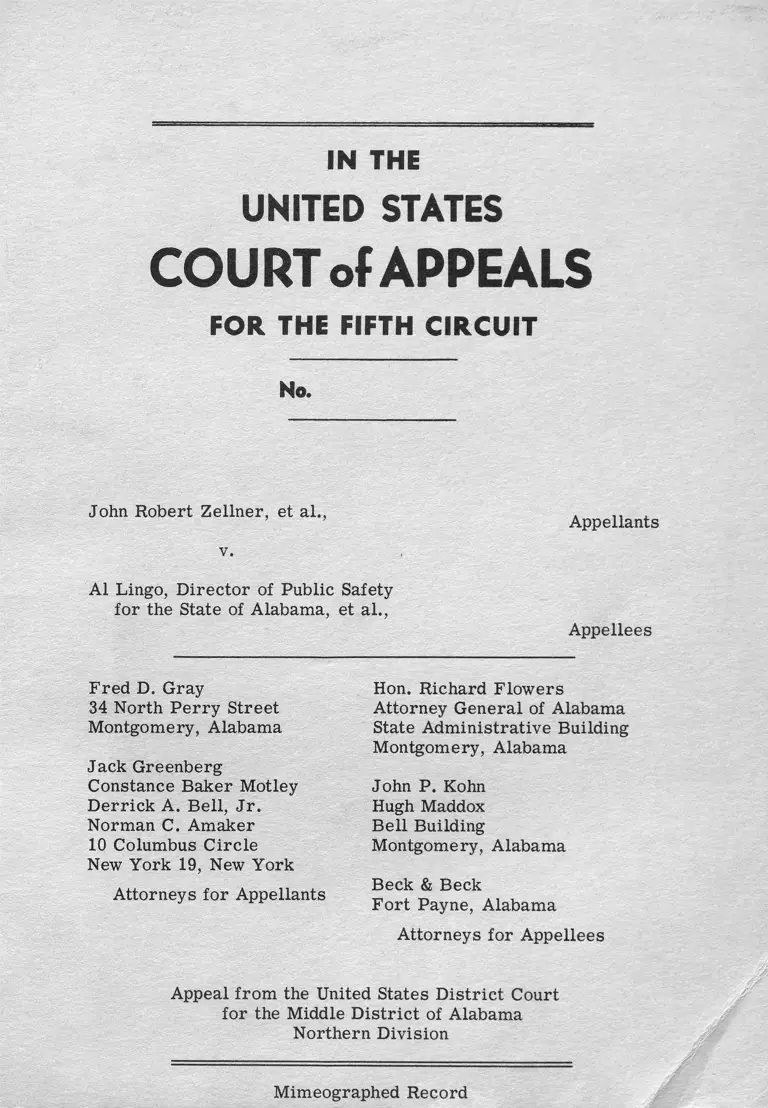 IN THE
UNITED STATES
COURT of APPEALS
FOR THE FIFTH CIRCUIT
No.
John Robert Zellner, et al.,
Appellants
v.
Al Lingo, Director of Public Safety
for the State of Alabama, et al.,
Appellees
Fred D. Gray
34 North Perry Street
Montgomery, Alabama
Jack Greenberg
Constance Baker Motley
Derrick A. Bell, Jr.
Norman C. Amaker
10 Columbus Circle
New York 19, New York
Attorneys for Appellants
Hon. Richard Flowers
Attorney General of Alabama
State Administrative Building
Montgomery, Alabama
John P. Kohn
Hugh Maddox
Bell Building
Montgomery, Alabama
Beck & Beck
Fort Payne, Alabama
Attorneys for Appellees
Appeal from the United States District Court
for the Middle District of Alabama
Northern Division
Mimeographed Record